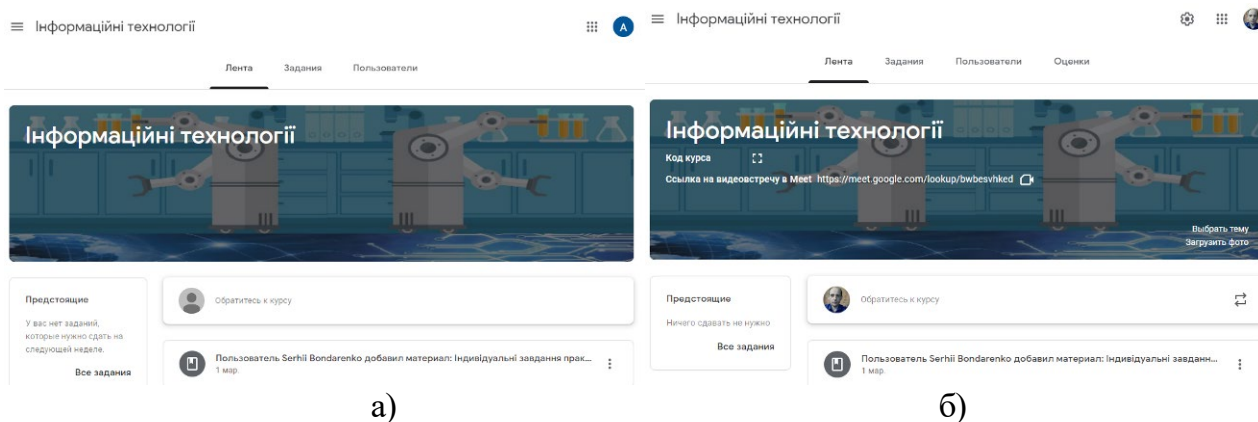 Інформаційні технології
A
Лента Задания Пользователи
Інформаційні технології
Предстоящие
У вас нет заданий,
которые нужно сдать на
следующей неделе.
Все задания
Обратитесь к курсу
Пользователь Serhii Bondarenko добавил материал: Індивідуальні завдання прак...
1 мар.
а)
Інформаційні технології
Лента Задания Пользователи Оценки
Інформаційні технології
Код курса
Ссылка на видеовстречу в Meet https://meet.google.com/lookup/bwbesvhked
Выбрать тему
Загрузить фото
Предстоящие
Ничего сдавать не нужно
Все задания
Обратитесь к курсу
Пользователь Serhii Bondarenko добавил материал: Індивідуальні завданн...
1 мар.
б)